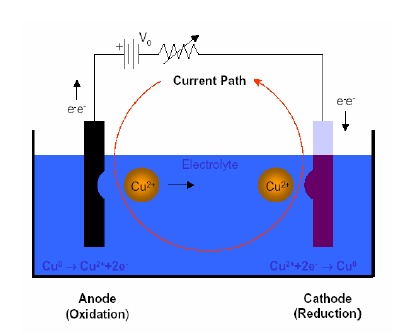 + V₀
Current Path
e⁻e⁻
e⁻e⁻
Electrolyte
Cu²⁺
Cu²⁺
Cu⁰ → Cu²⁺+2e⁻
Cu²⁺+2e⁻ → Cu⁰
Anode
(Oxidation)
Cathode
(Reduction)